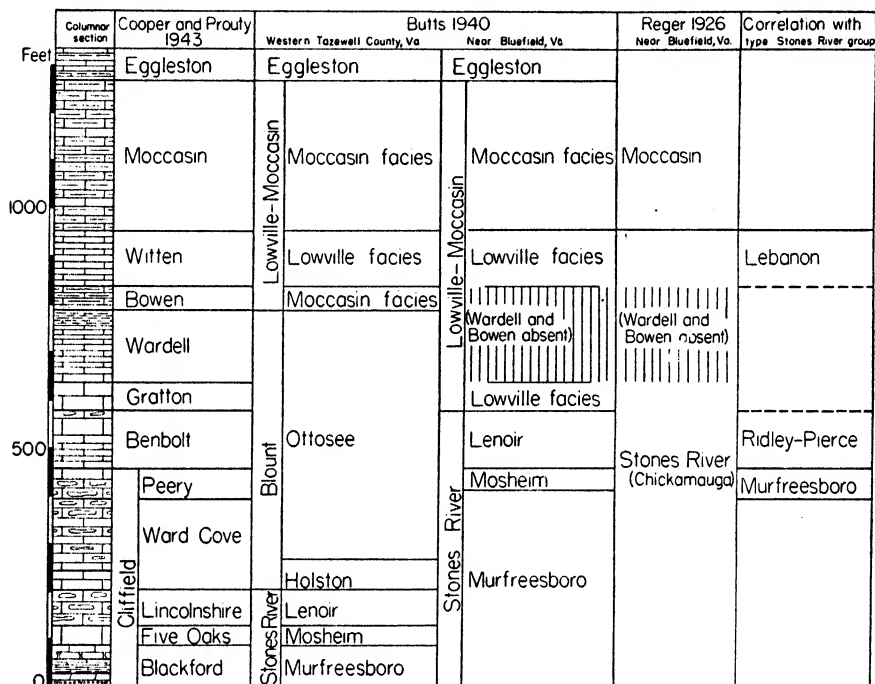 Columnar
section
Cooper and Prouty
1943
Butts 1940
Western Tazewell County, Va.
Near Bluefield, Va
Reger 1926
Near Bluefield, Va.
Correlation with
type Stones River group
Feet
1000
500
0
Eggleston
Moccasin
Witten
Bowen
Wardell
Gratton
Benbolt
Cliffield
Peery
Ward Cove
Lincolnshire
Five Oaks
Blackford
Eggleston
Lowville-Moccasin
Moccasin facies
Lowville facies
Moccasin facies
Blount
Ottosee
Holston
Stones River
Lenoir
Mosheim
Murfreesboro
Eggleston
Lowville-Moccasin
Moccasin facies
Lowville facies
(Wardell and
Bowen absent)
Lowville facies
Stones River
Lenoir
Mosheim
Murfreesboro
Moccasin
(Wardell and
Bowen absent)
Stones River
(Chickamauga)
Lebanon
Ridley-Pierce
Murfreesboro